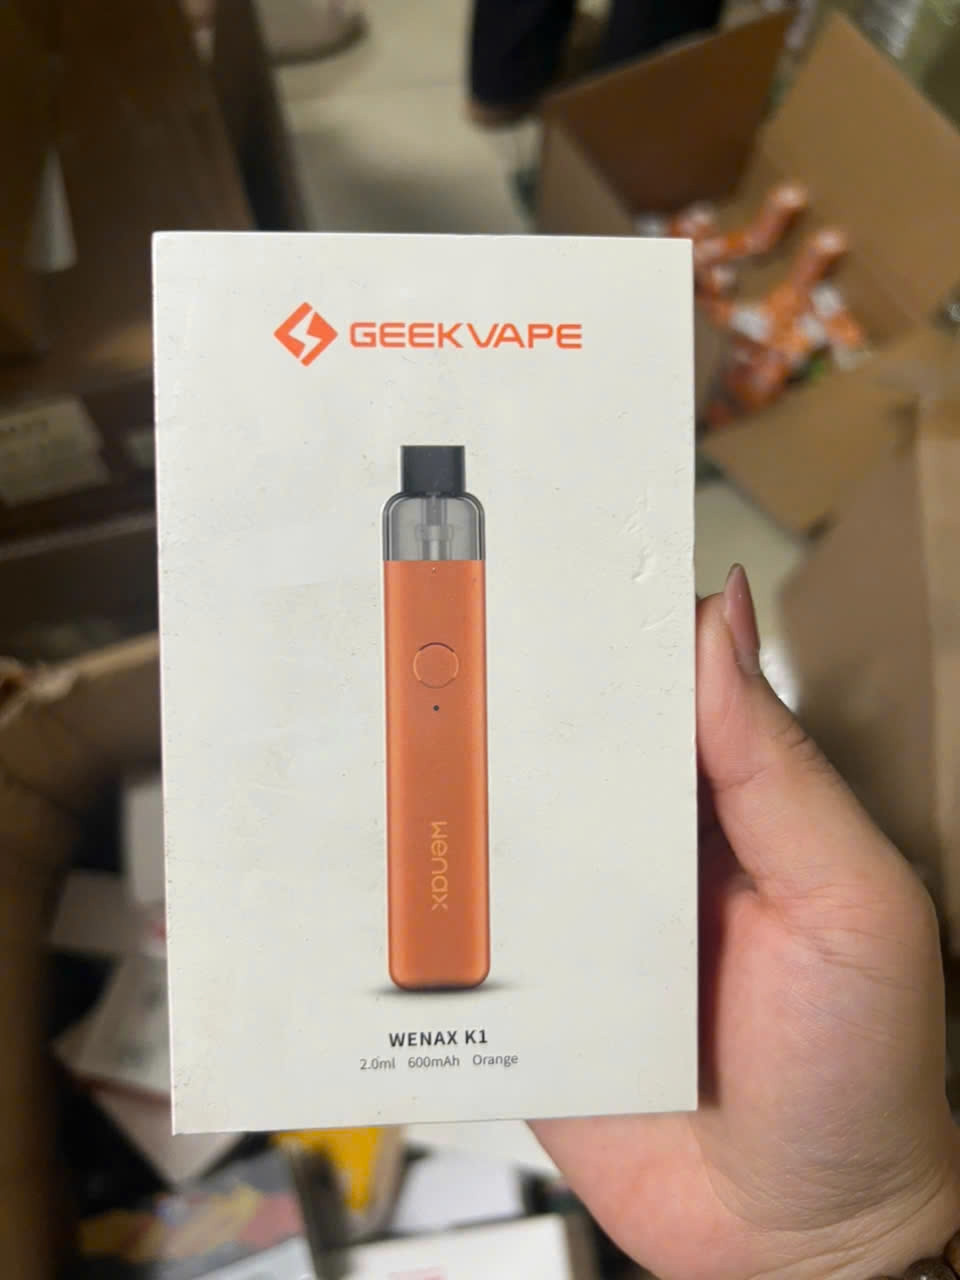 GEEKVAPE
wenax
WENAX K1
2.0ml 600mAh Orange